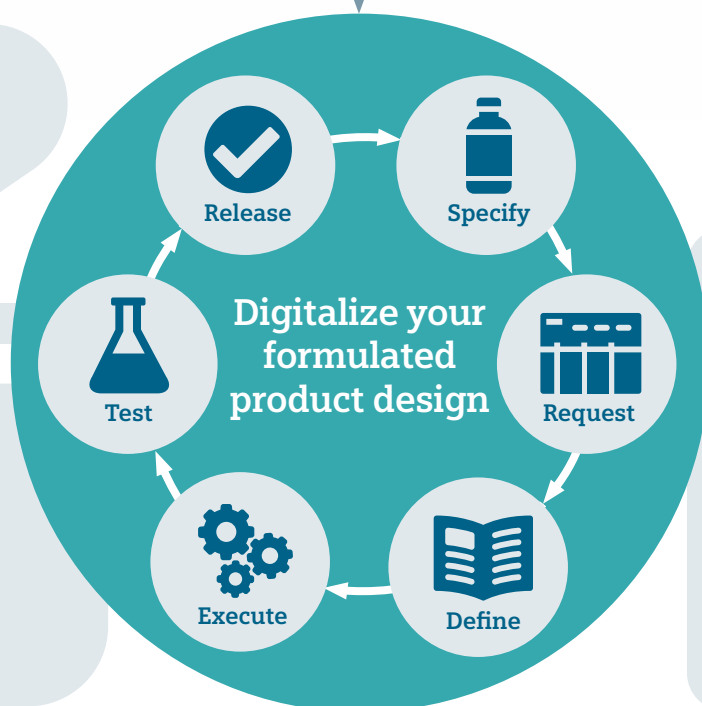 Release
Specify
Digitalize your
formulated
product design
Test
Request
Execute
Define